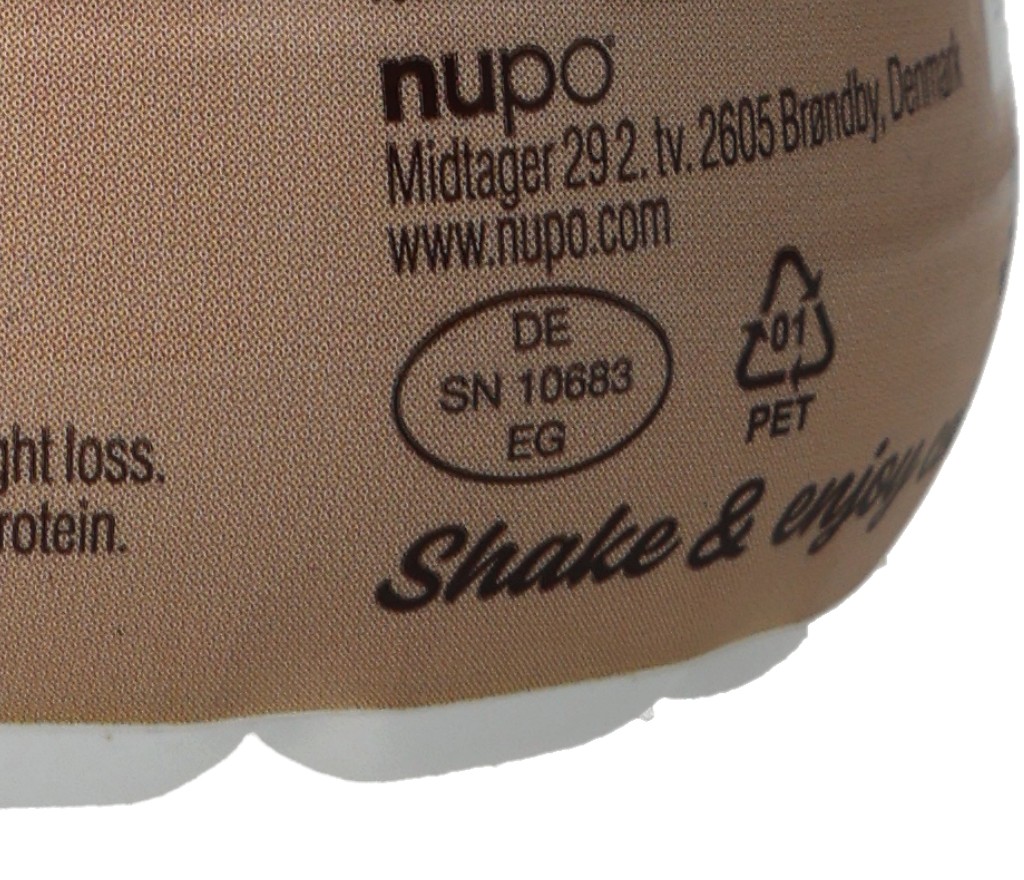 nupo
Midtager 29 2. tv. 2605 Brøndby, Denmark
www.nupo.com
DE
SN 10683
EG
01
PET
ght loss.
rotein.
Shake & enjoy